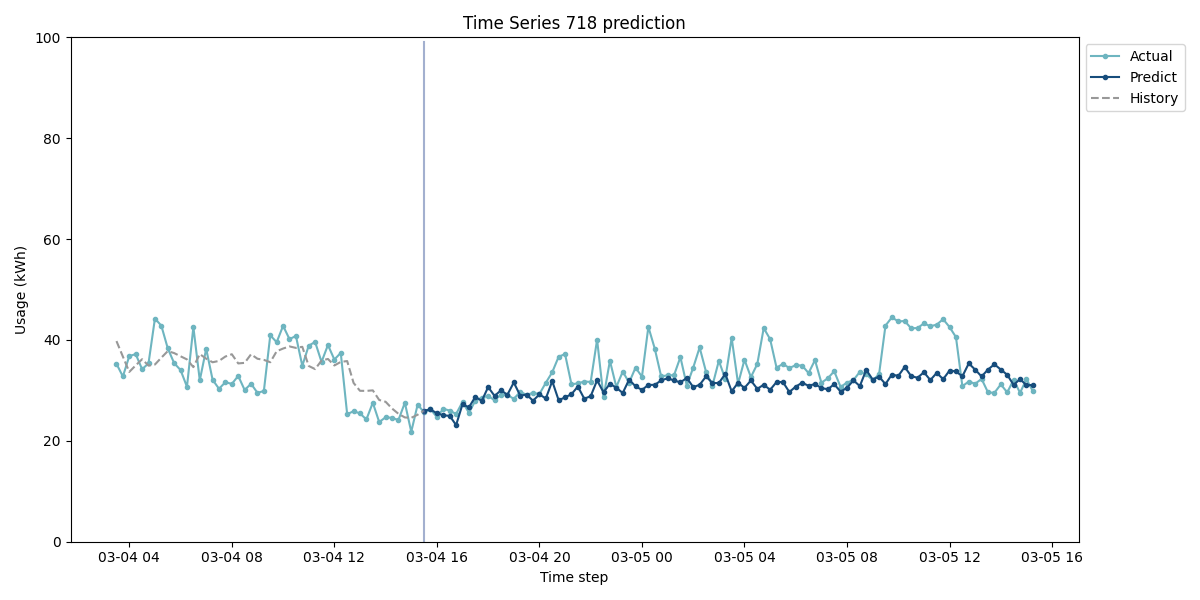 Time Series 718 prediction
100
80
60
40
20
0
Usage (kWh)
03-04 04
03-04 08
03-04 12
03-04 16
03-04 20
03-05 00
03-05 04
03-05 08
03-05 12
03-05 16
Time step
Actual
Predict
History